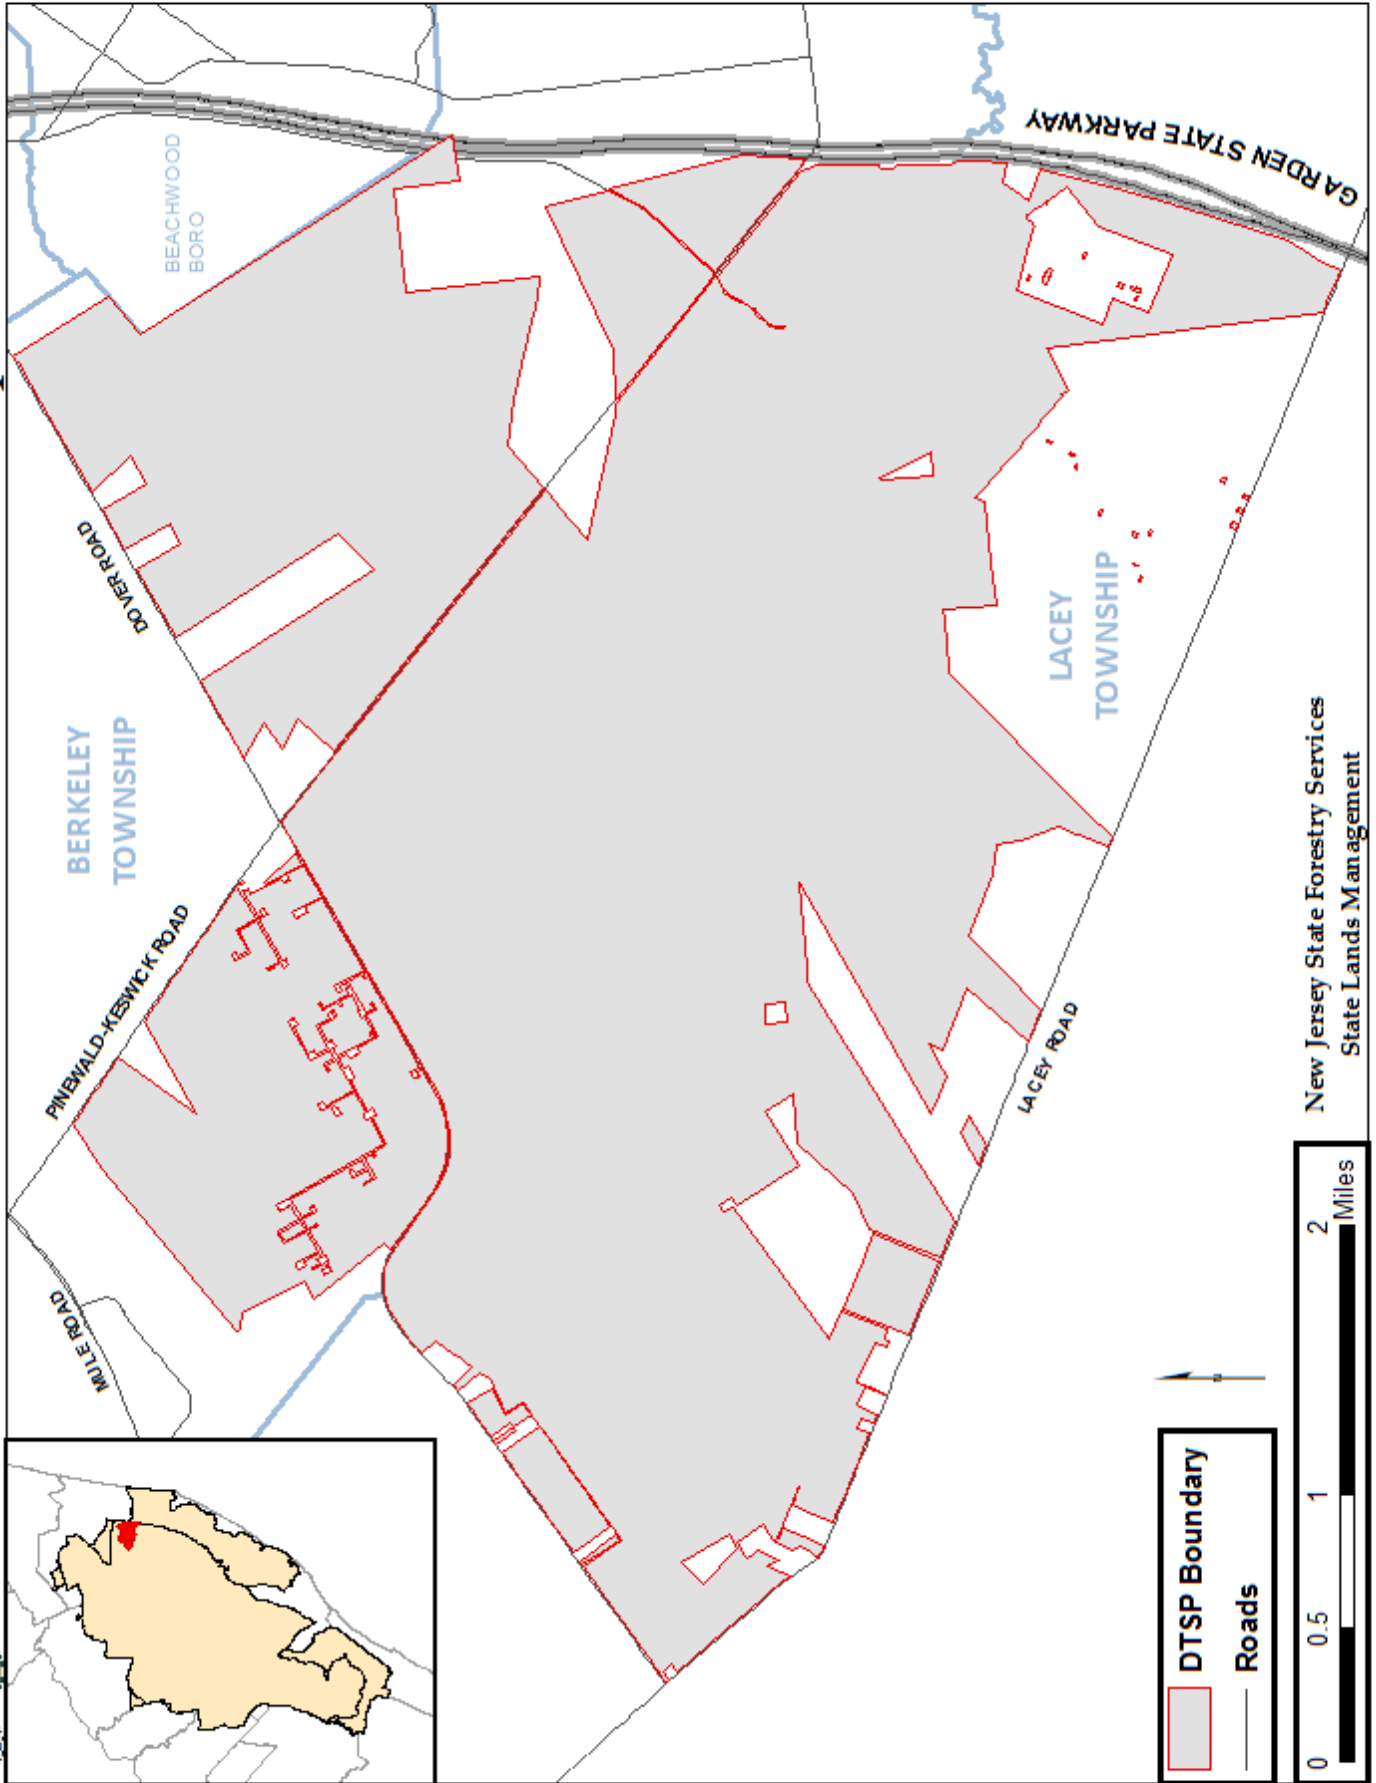 BEACHWOOD
BORO
GARDEN STATE PARKWAY
DOVER ROAD
BERKELEY
TOWNSHIP
PINEWALD-KESWICK ROAD
MULE ROAD
LACEY
TOWNSHIP
LACEY ROAD
New Jersey State Forestry Services
State Lands Management
DTSP Boundary
Roads
0 0.5 1 2
Miles